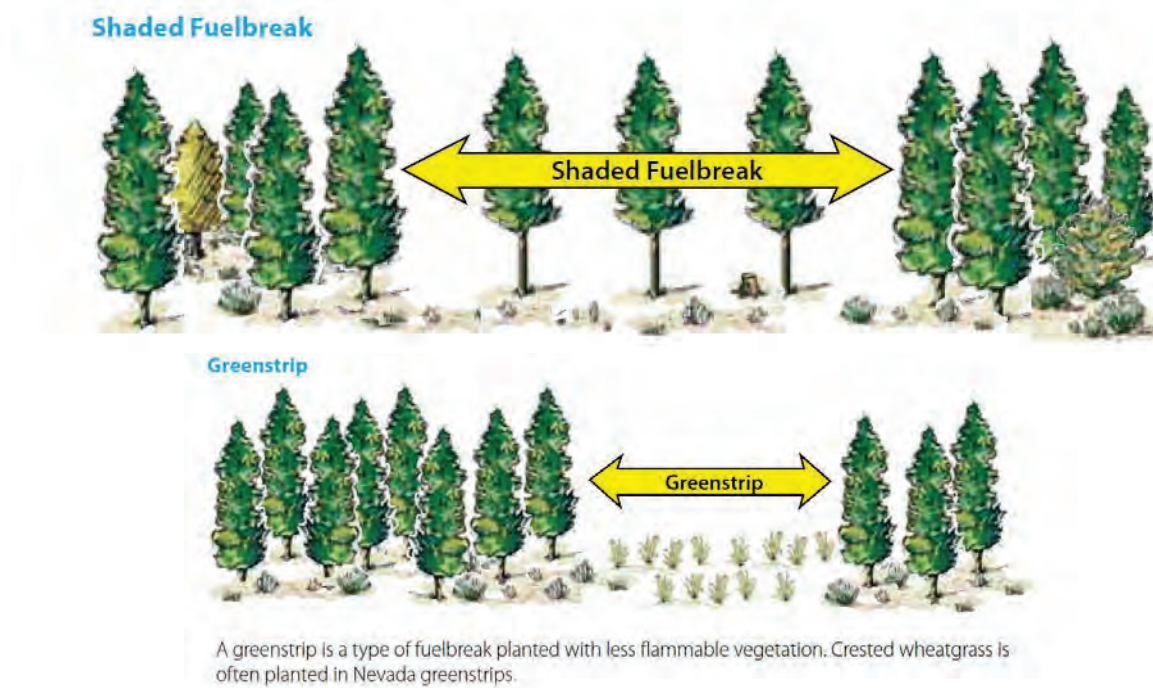 Shaded Fuelbreak
Shaded Fuelbreak
Greenstrip
Greenstrip
A greenstrip is a type of fuelbreak planted with less flammable vegetation. Crested wheatgrass is
often planted in Nevada greenstrips.